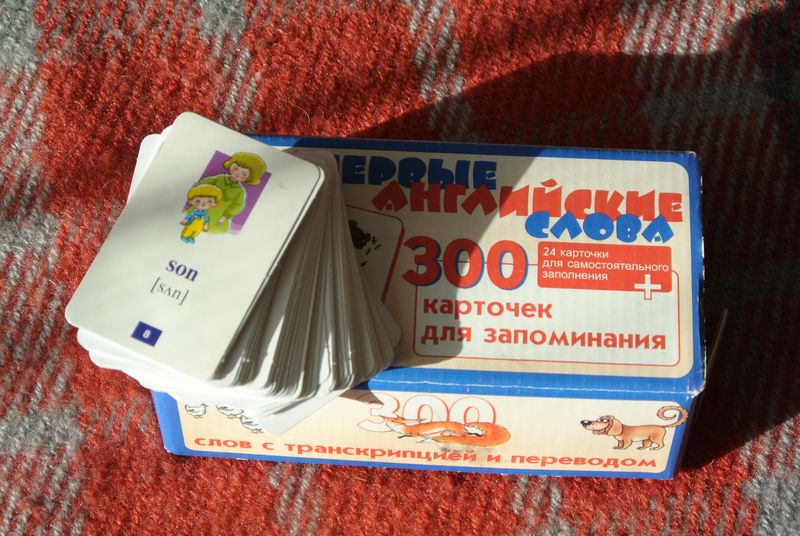 son
[sʌn]
8
ПЕРВЫЕ
АНГЛИЙСКИЕ
СЛОВА
300
24 карточки
для самостоятельного
заполнения
+
карточек
для запоминания
300
слов с транскрипцией и переводом